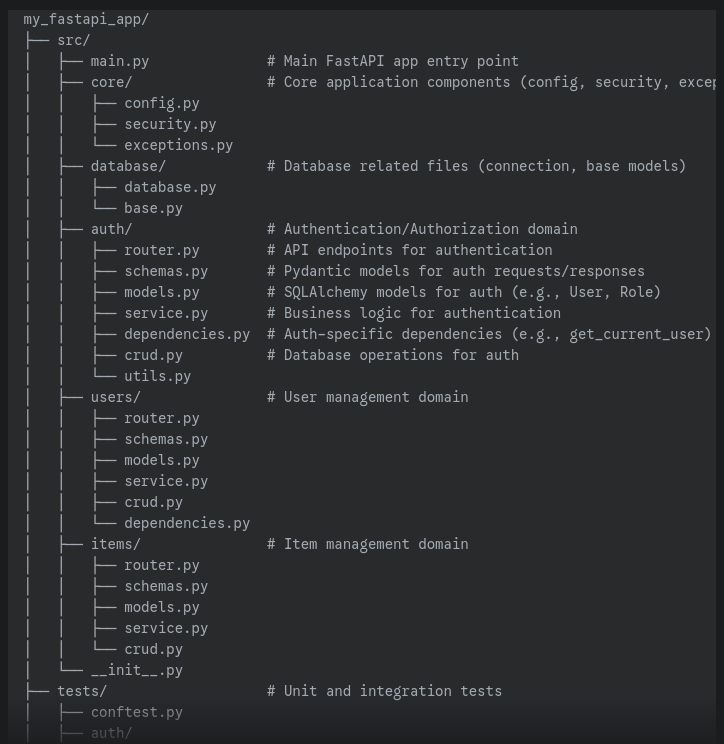 my_fastapi_app/
├── src/
│   ├── main.py              # Main FastAPI app entry point
│   ├── core/                # Core application components (config, security, excep
│   │   ├── config.py
│   │   ├── security.py
│   │   └── exceptions.py
│   ├── database/            # Database related files (connection, base models)
│   │   ├── database.py
│   │   └── base.py
│   ├── auth/                # Authentication/Authorization domain
│   │   ├── router.py        # API endpoints for authentication
│   │   ├── schemas.py       # Pydantic models for auth requests/responses
│   │   ├── models.py        # SQLAlchemy models for auth (e.g., User, Role)
│   │   ├── service.py       # Business logic for authentication
│   │   ├── dependencies.py  # Auth-specific dependencies (e.g., get_current_user)
│   │   ├── crud.py          # Database operations for auth
│   │   └── utils.py
│   ├── users/               # User management domain
│   │   ├── router.py
│   │   ├── schemas.py
│   │   ├── models.py
│   │   ├── service.py
│   │   ├── crud.py
│   │   └── dependencies.py
│   ├── items/               # Item management domain
│   │   ├── router.py
│   │   ├── schemas.py
│   │   ├── models.py
│   │   ├── service.py
│   │   └── crud.py
│   └── __init__.py
├── tests/                   # Unit and integration tests
│   ├── conftest.py
│   ├── auth/